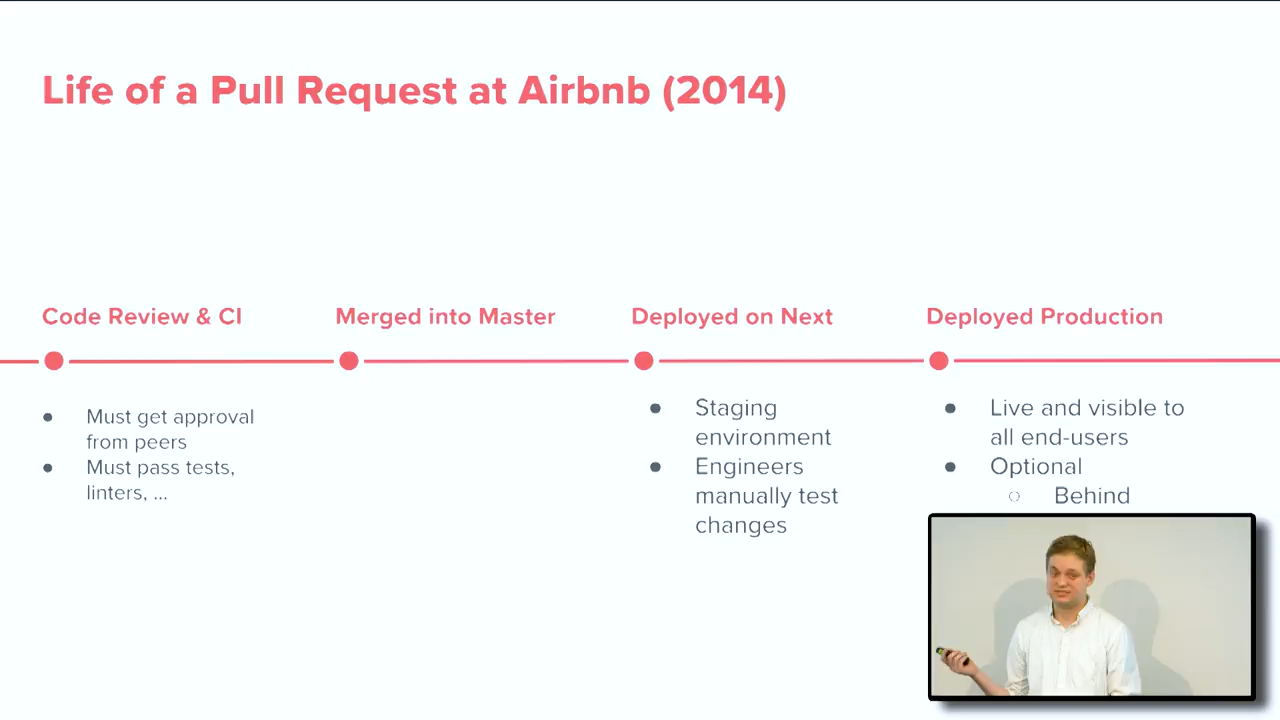 Life of a Pull Request at Airbnb (2014)
Code Review & CI
Must get approval
from peers
Must pass tests,
linters, ...
Merged into Master
Deployed on Next
Staging
environment
Engineers
manually test
changes
Deployed Production
Live and visible to
all end-users
Optional
Behind